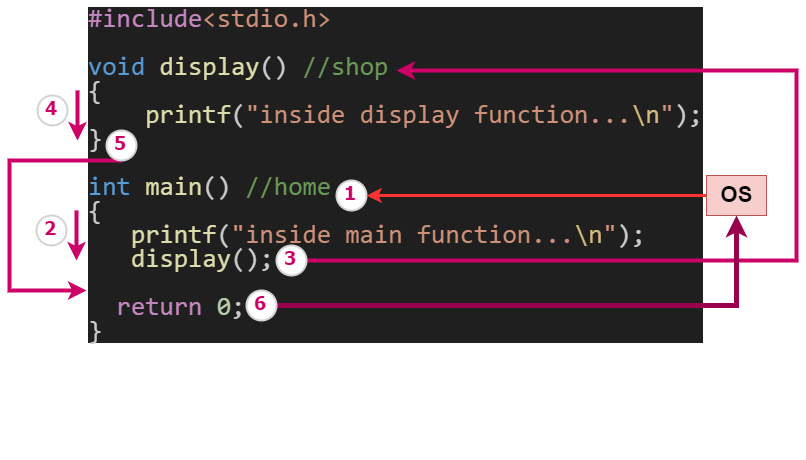 #include<stdio.h>
void display() //shop
{
4
printf("inside display function...\n");
} 5
int main() //home 1
OS
{
2
printf("inside main function...\n");
display(); 3
return 0; 6
}